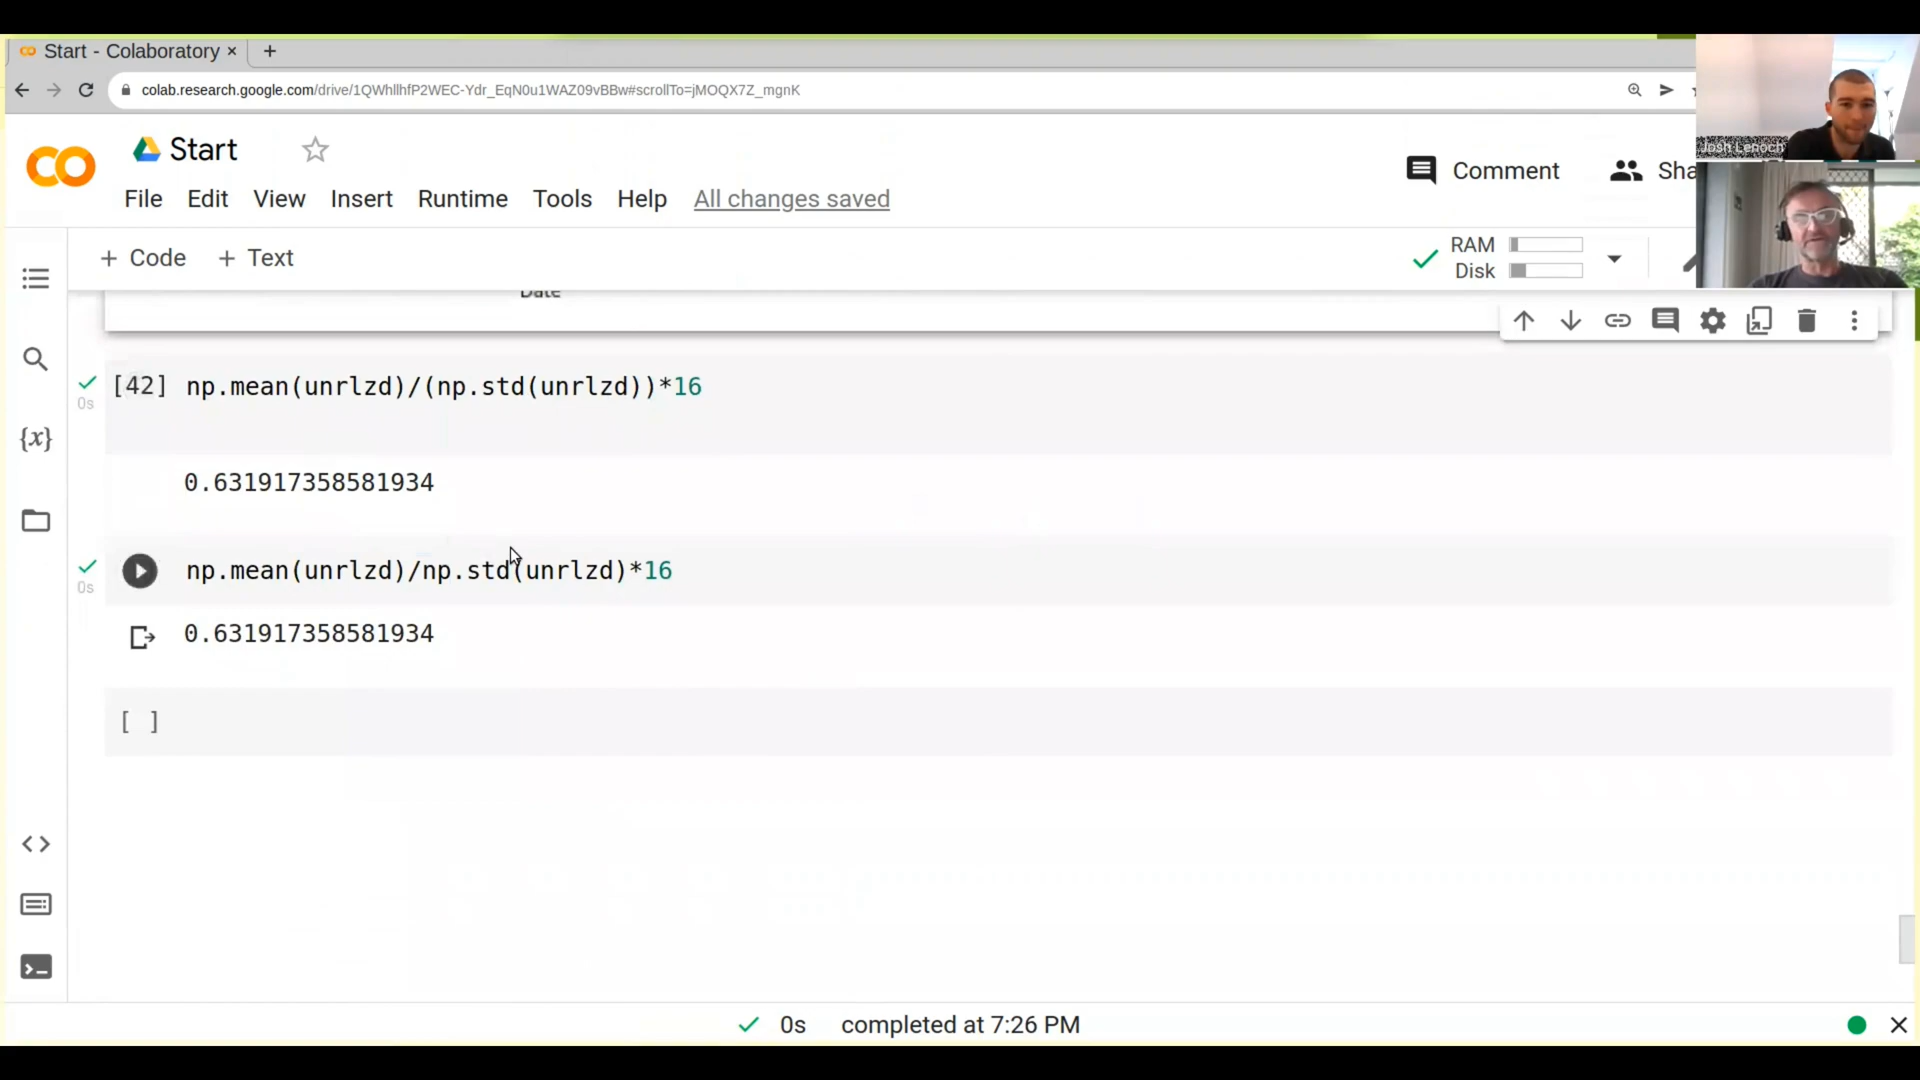 Start - Colaboratory × +
colab.research.google.com/drive/1QWhllhfP2WEC-Ydr_EqN0u1WAZ09vBBw#scrollTo=jMOQX7Z_mgnK
Start
Comment
Sha
Josh Lenoch
File Edit View Insert Runtime Tools Help All changes saved
+ Code + Text
RAM
Disk
Date
[42] np.mean(unrlzd)/(np.std(unrlzd))*16
0s
0.631917358581934
np.mean(unrlzd)/np.std(unrlzd)*16
0s
0.631917358581934
[ ]
{x}
0s completed at 7:26 PM